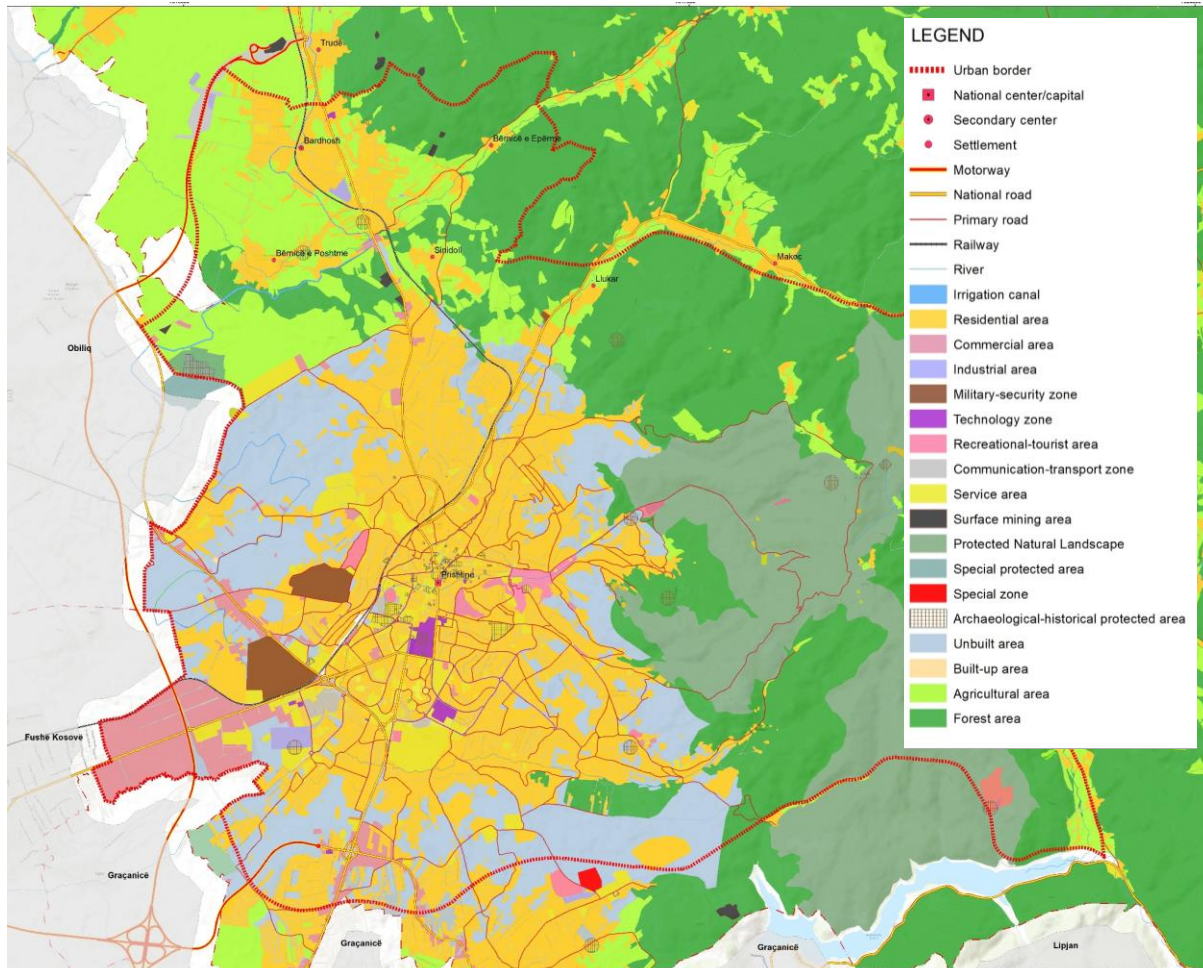 LEGEND
Urban border
National center/capital
Secondary center
Settlement
Motorway
National road
Primary road
Railway
River
Irrigation canal
Residential area
Commercial area
Industrial area
Military-security zone
Technology zone
Recreational-tourist area
Communication-transport zone
Service area
Surface mining area
Protected Natural Landscape
Special protected area
Special zone
Archaeological-historical protected area
Unbuilt area
Built-up area
Agricultural area
Forest area
Trudë
Bardhosh
Bërnicë e Epërme
Bërnicë e Poshtme
Sinidoll
Makoc
Llukar
Obiliq
Prishtinë
Fushë Kosovë
Graçanicë
Graçanicë
Graçanicë
Lipjan